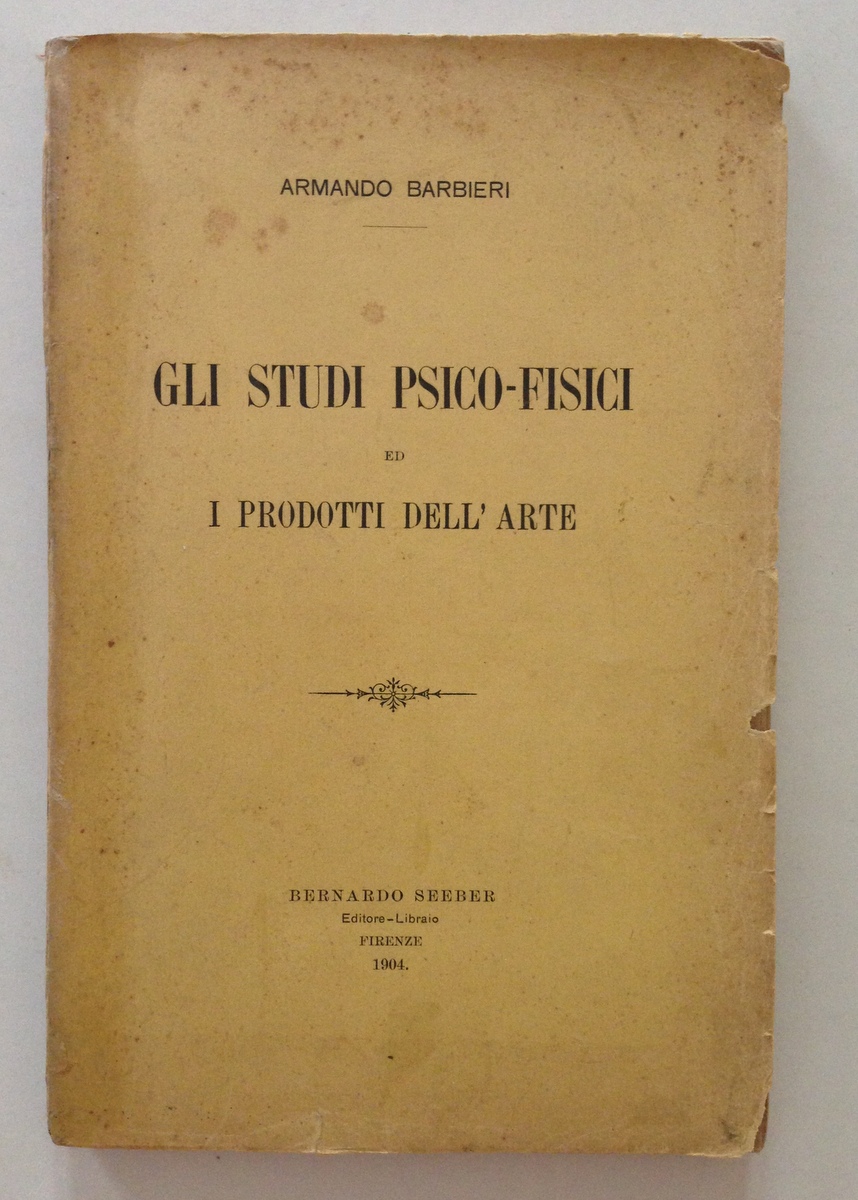 ARMANDO BARBIERI
GLI STUDI PSICO-FISICI
ED
I PRODOTTI DELL' ARTE
BERNARDO SEEBER
Editore-Libraio
FIRENZE
1904.